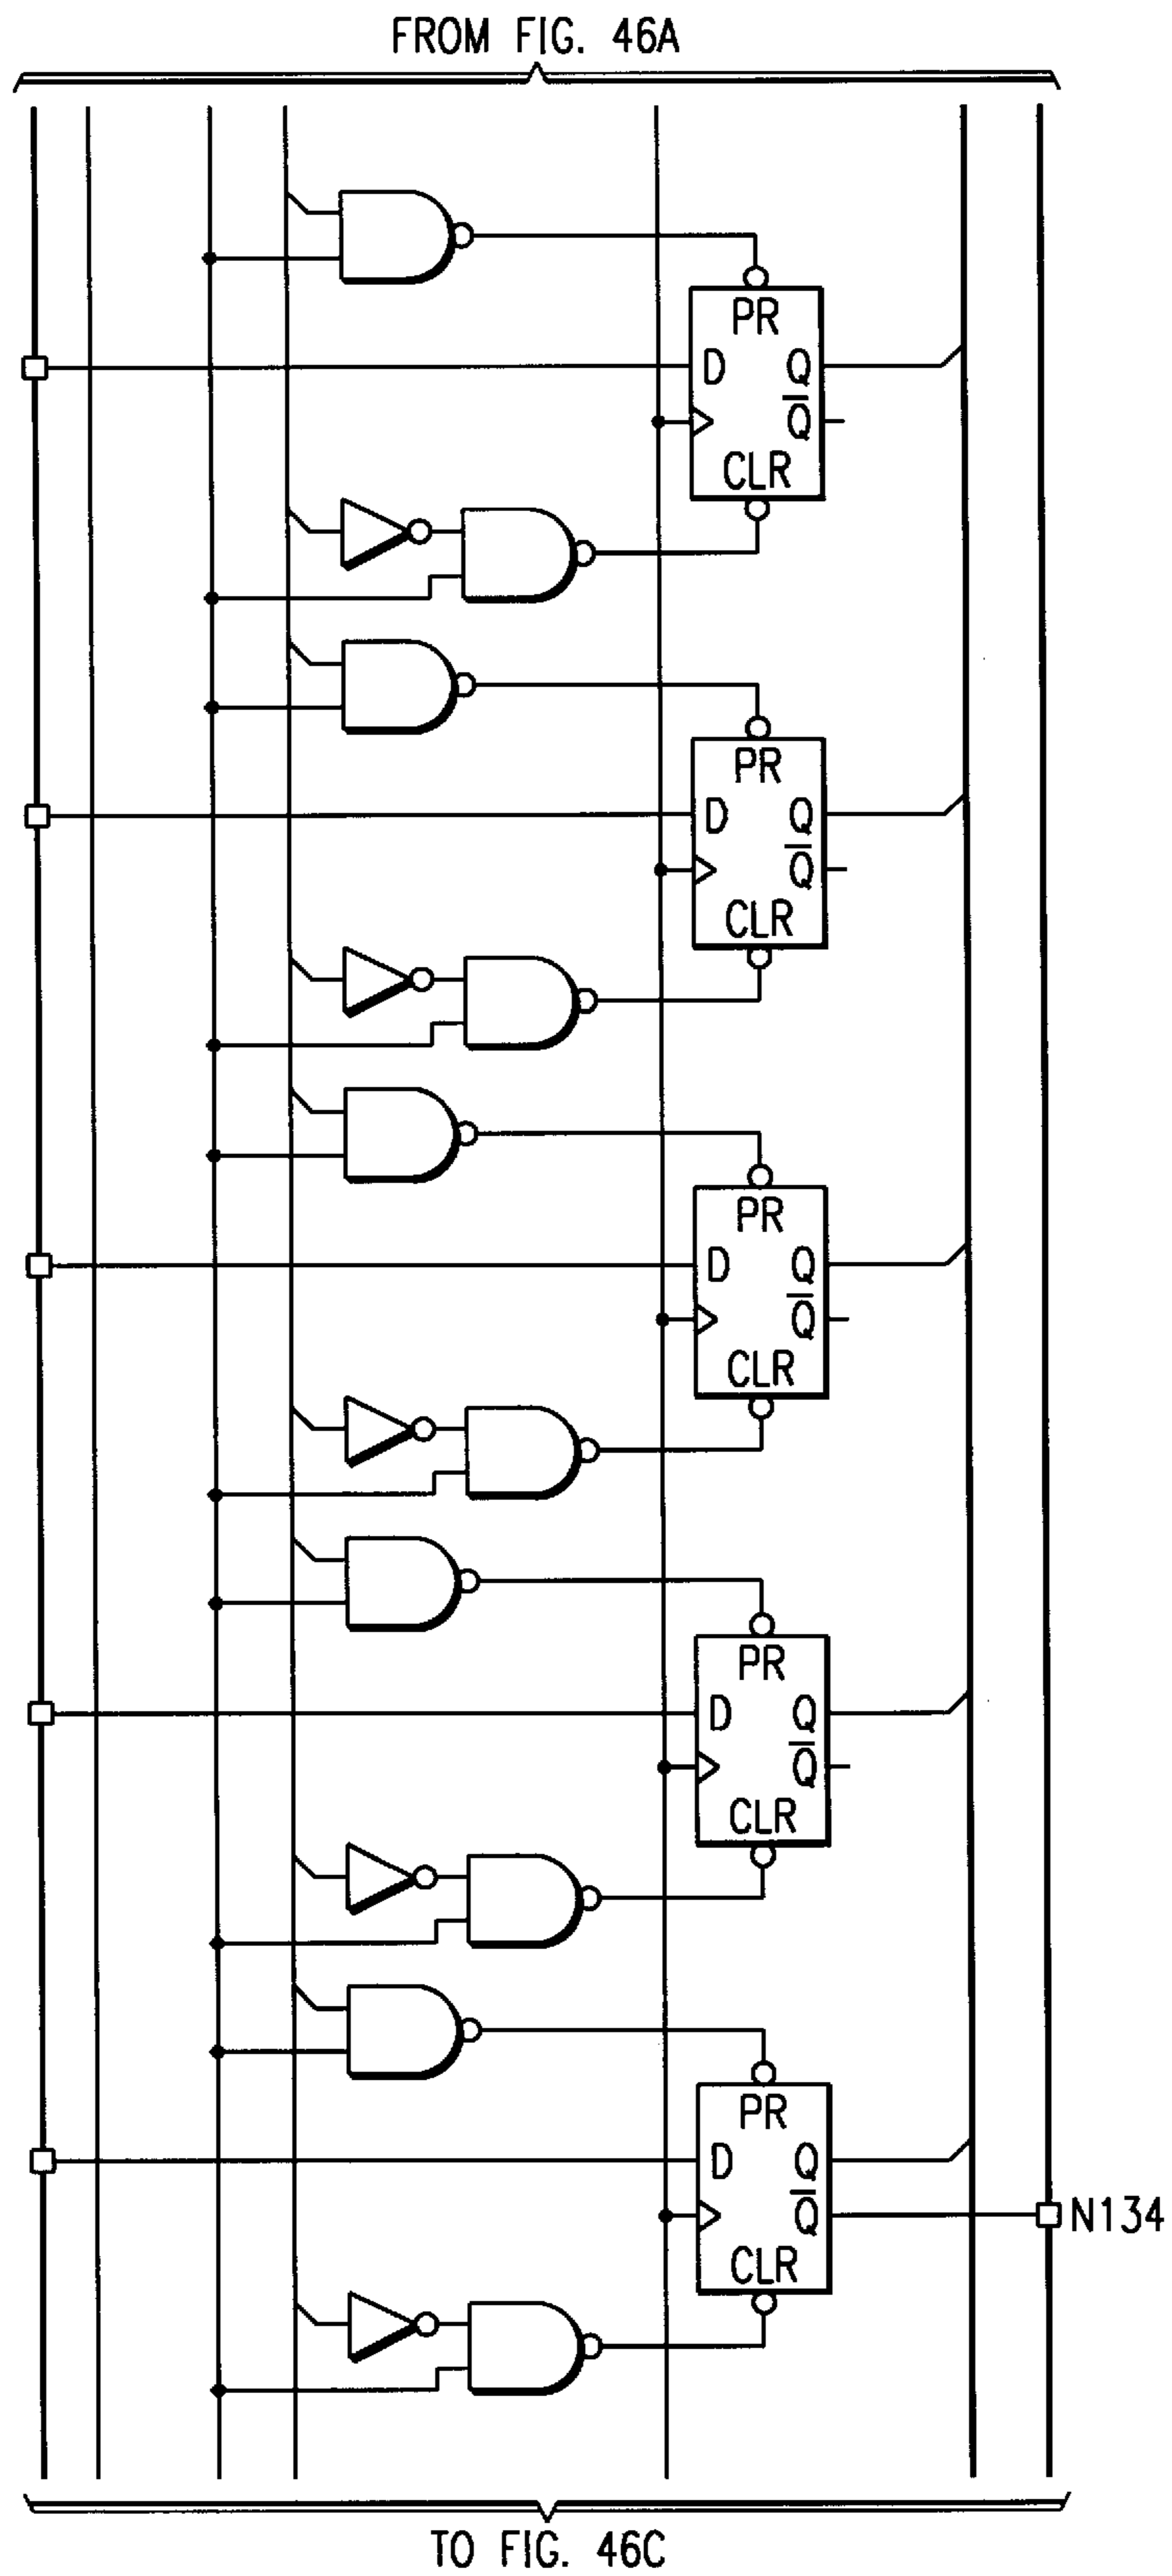 FROM FIG. 46A
PR
D Q
Q̅
CLR
PR
D Q
Q̅
CLR
PR
D Q
Q̅
CLR
PR
D Q
Q̅
CLR
PR
D Q
Q̅ N134
CLR
TO FIG. 46C